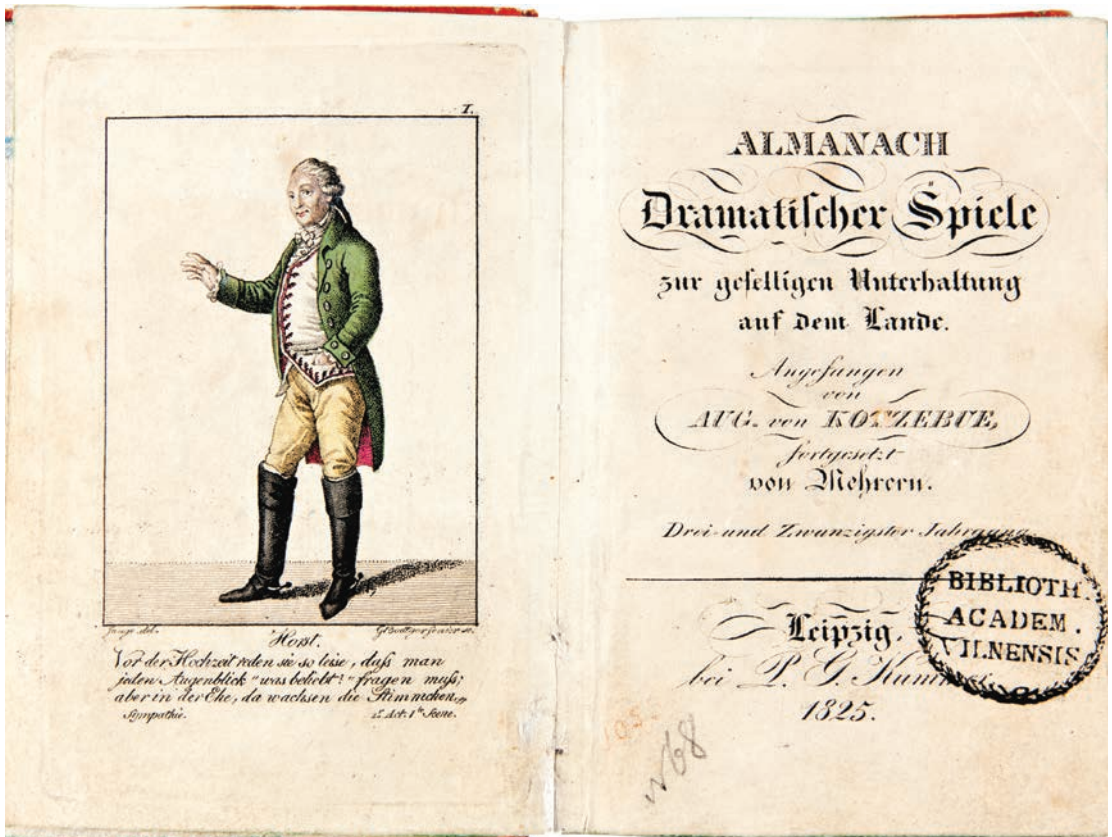 I.
del.
Horst.
Vor der Hochzeit reden sie so leise, daſs man
jeden Augenblick "was beliebt?" fragen muſs;
aber in der Ehe, da wachsen die Stimmchen.
Sympathie.
Act: 1te Scene.
ALMANACH
Dramatiſcher Spiele
zur geſelligen Unterhaltung
auf dem Lande.
Angefangen
von
AUG. von KOTZEBUE,
fortgesetzt
von Mehrern.
Drei-und Zwanzigster Jahrgang
BIBLIOTH.
ACADEM.
VILNENSIS
Leipzig,
bei P. G. Kummer
1825.